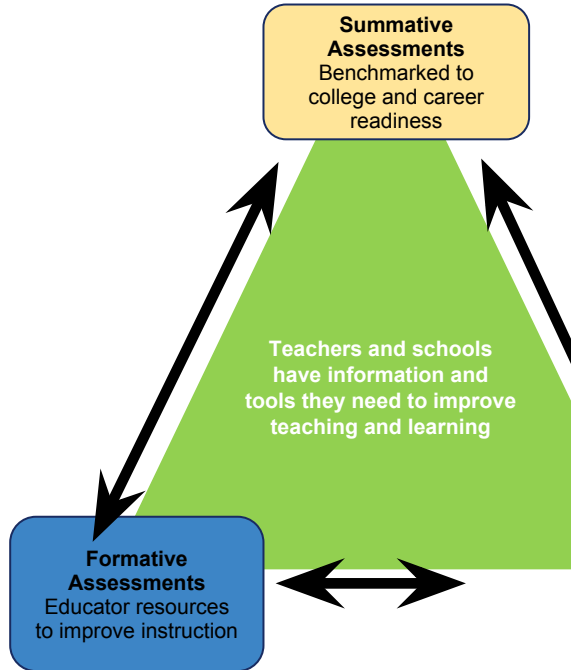 Summative
Assessments
Benchmarked to
college and career
readiness
Teachers and schools
have information and
tools they need to improve
teaching and learning
Formative
Assessments
Educator resources
to improve instruction